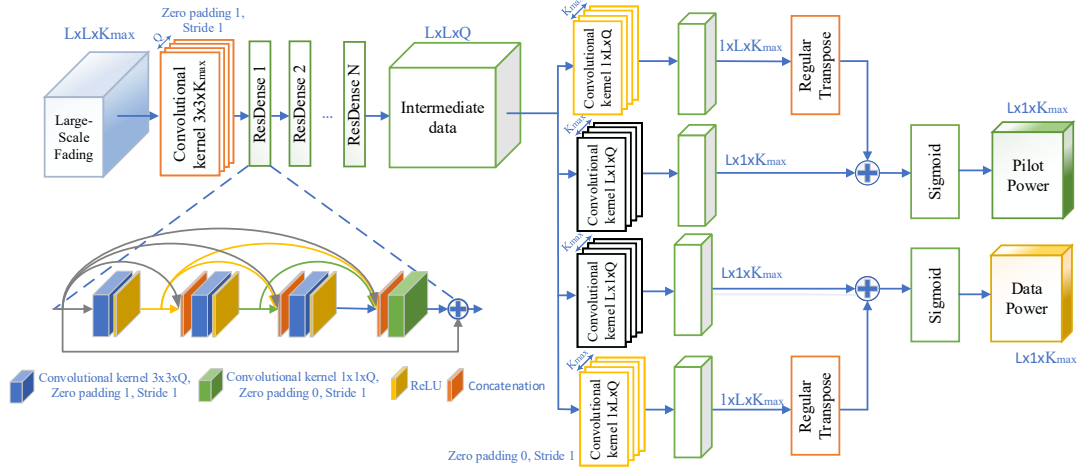 LxLxKmax
Large-
Scale
Fading
Zero padding 1,
Stride 1
Q
Convolutional
kernel 3x3xKmax
ResDense 1
ResDense 2
...
ResDense N
LxLxQ
Intermediate
data
Kmax
Convolutional
kernel 1xLxQ
1xLxKmax
Regular
Transpose
Kmax
Convolutional
kernel Lx1xQ
Lx1xKmax
Sigmoid
Lx1xKmax
Pilot
Power
Kmax
Convolutional
kernel Lx1xQ
Lx1xKmax
Sigmoid
Data
Power
Lx1xKmax
Kmax
Convolutional
kernel 1xLxQ
1xLxKmax
Regular
Transpose
Zero padding 0, Stride 1
Convolutional kernel 3x3xQ,
Zero padding 1, Stride 1
Convolutional kernel 1x1xQ,
Zero padding 0, Stride 1
ReLU
Concatenation